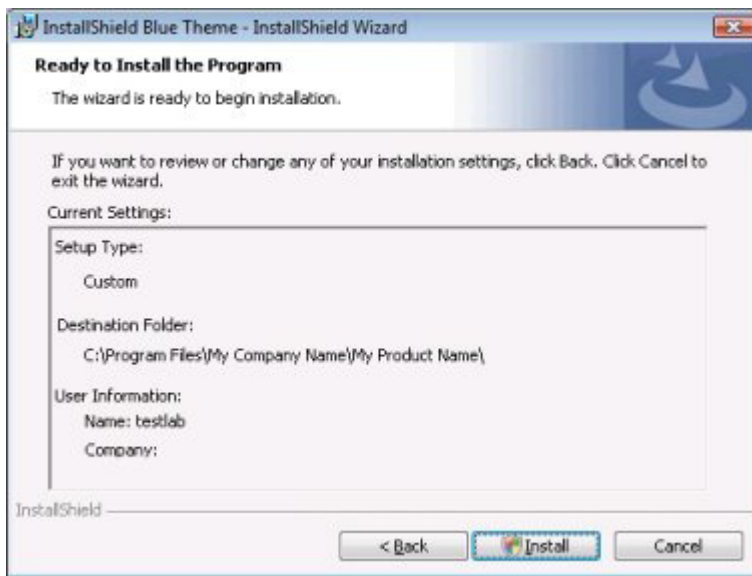 InstallShield Blue Theme - InstallShield Wizard
Ready to Install the Program
The wizard is ready to begin installation.
If you want to review or change any of your installation settings, click Back. Click Cancel to
exit the wizard.
Current Settings:
Setup Type:
Custom
Destination Folder:
C:\Program Files\My Company Name\My Product Name\
User Information:
Name: testlab
Company:
InstallShield
< Back
Install
Cancel